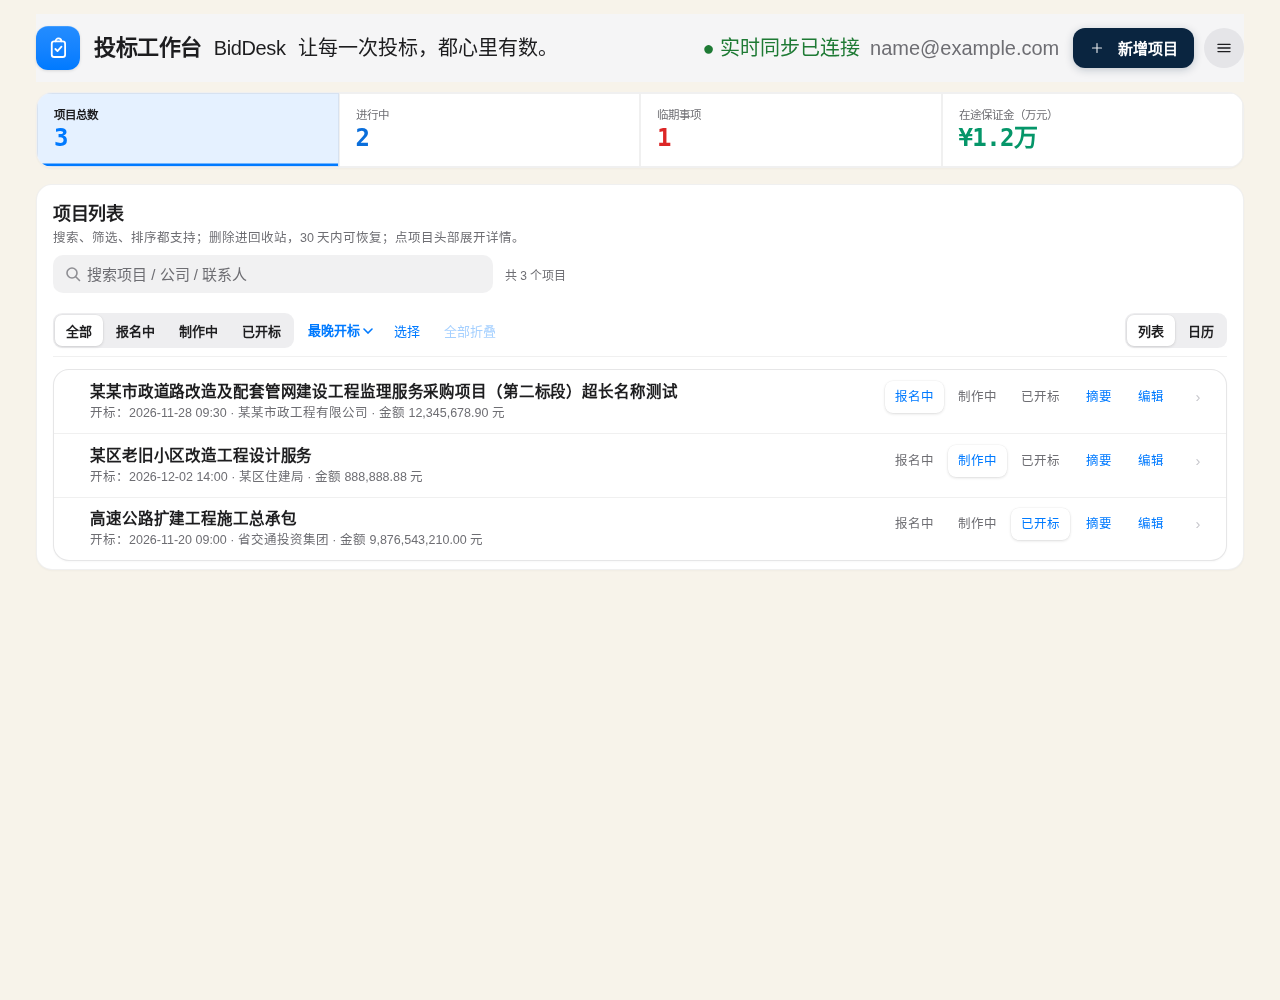 投标工作台 BidDesk 让每一次投标，都心里有数。 ● 实时同步已连接 name@example.com ＋ 新增项目
项目总数 进行中 临期事项 在途保证金（万元）
3 2 1 ¥1.2万
项目列表
搜索、筛选、排序都支持；删除进回收站，30 天内可恢复；点项目头部展开详情。
搜索项目 / 公司 / 联系人 共 3 个项目
全部 报名中 制作中 已开标 最晚开标 选择 全部折叠 列表 日历
某某市政道路改造及配套管网建设工程监理服务采购项目（第二标段）超长名称测试 报名中 制作中 已开标 摘要 编辑 ›
开标：2026-11-28 09:30 · 某某市政工程有限公司 · 金额 12,345,678.90 元
某区老旧小区改造工程设计服务 报名中 制作中 已开标 摘要 编辑 ›
开标：2026-12-02 14:00 · 某区住建局 · 金额 888,888.88 元
高速公路扩建工程施工总承包 报名中 制作中 已开标 摘要 编辑 ›
开标：2026-11-20 09:00 · 省交通投资集团 · 金额 9,876,543,210.00 元